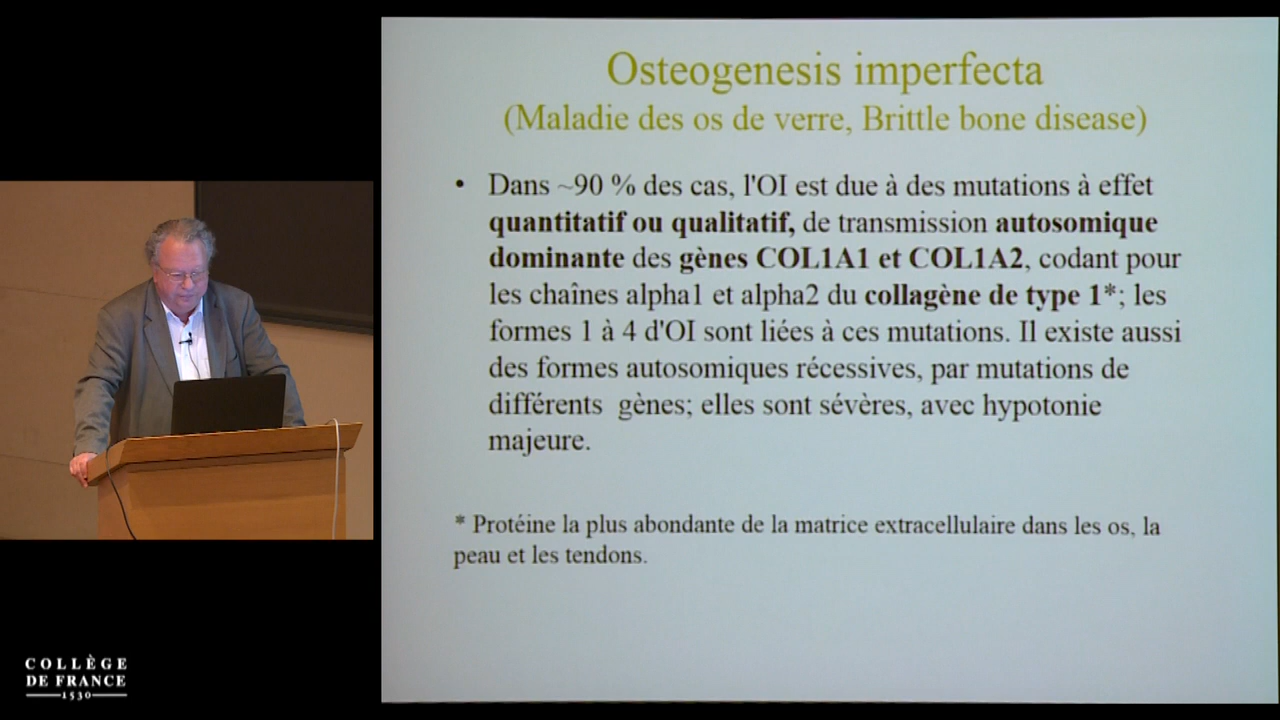 Osteogenesis imperfecta
(Maladie des os de verre, Brittle bone disease)
• Dans ~90 % des cas, l'OI est due à des mutations à effet
quantitatif ou qualitatif, de transmission autosomique
dominante des gènes COL1A1 et COL1A2, codant pour
les chaînes alpha1 et alpha2 du collagène de type 1*; les
formes 1 à 4 d'OI sont liées à ces mutations. Il existe aussi
des formes autosomiques récessives, par mutations de
différents gènes; elles sont sévères, avec hypotonie
majeure.
* Protéine la plus abondante de la matrice extracellulaire dans les os, la
peau et les tendons.
COLLÈGE
DE FRANCE
1530